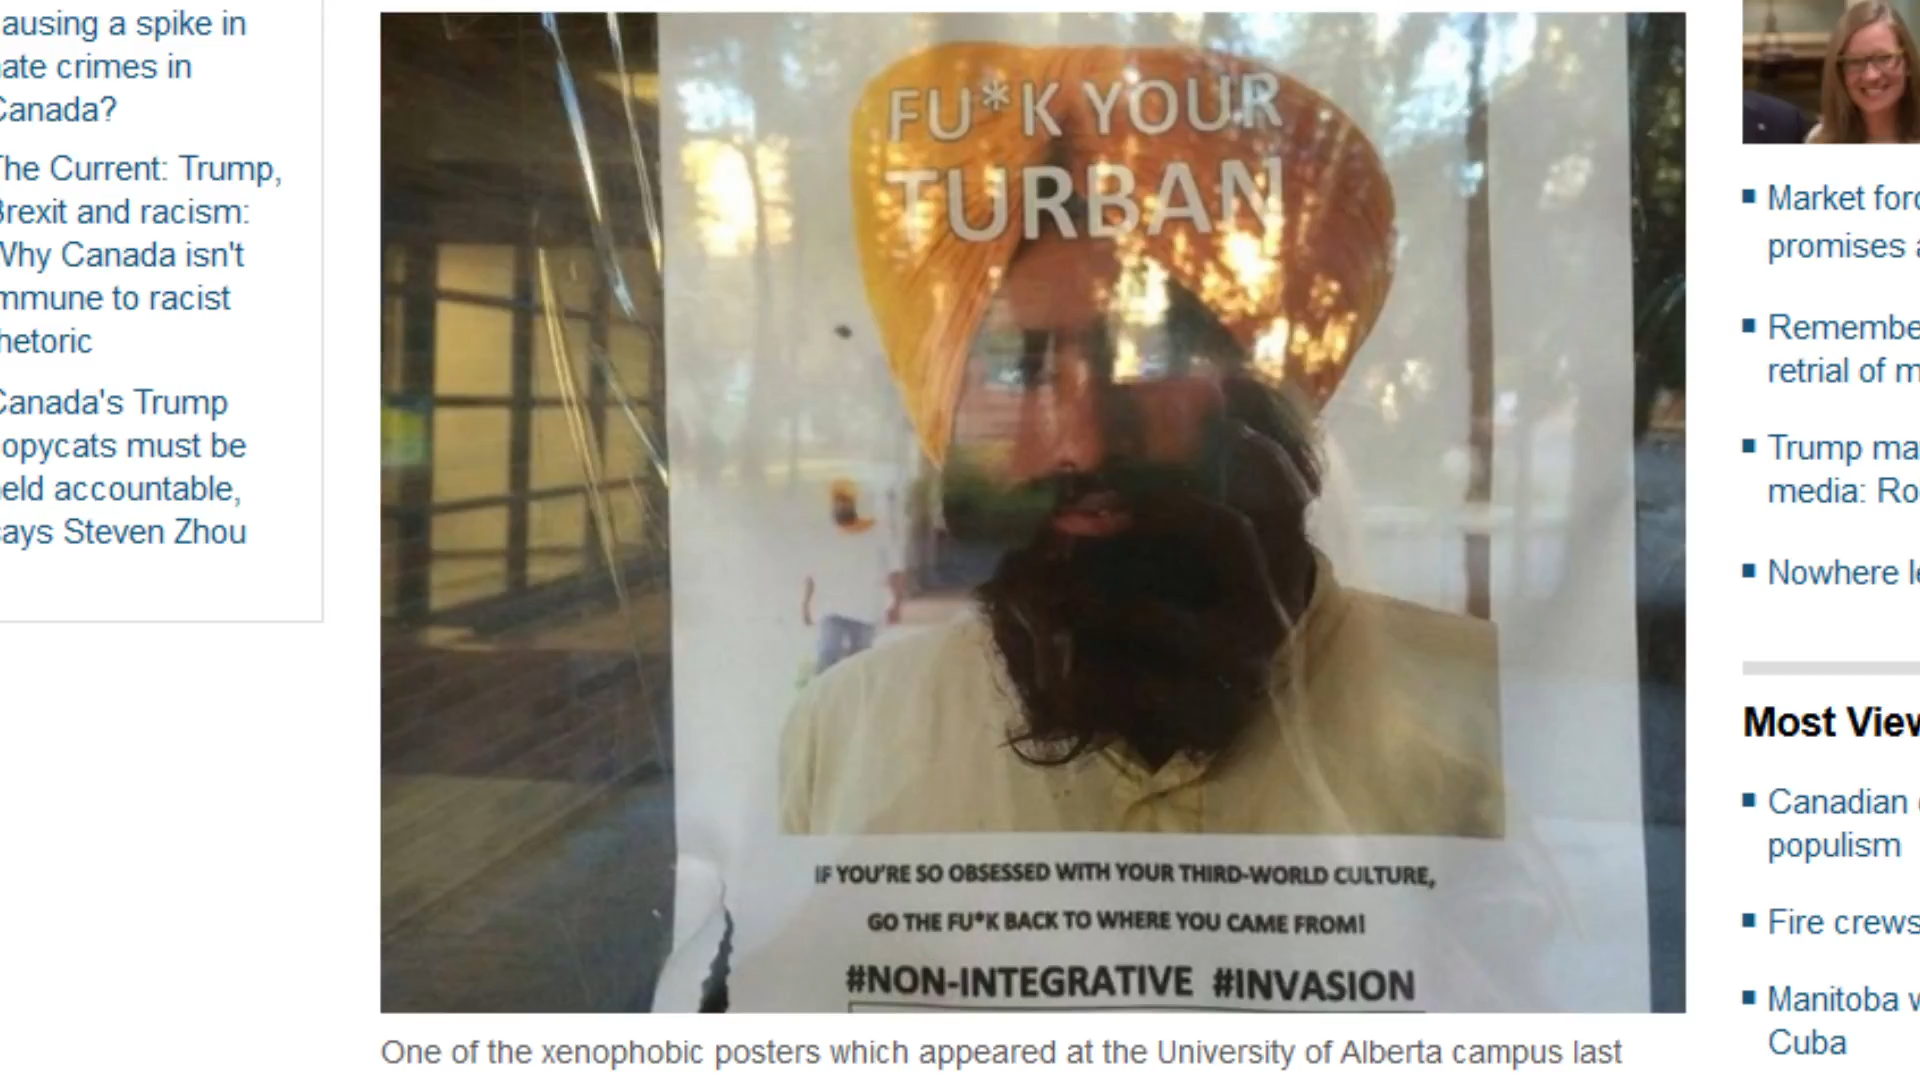 ausing a spike in
ate crimes in
Canada?
The Current: Trump,
Brexit and racism:
Why Canada isn't
mmune to racist
hetoric
Canada's Trump
opycats must be
eld accountable,
says Steven Zhou
FU*K YOUR
TURBAN
IF YOU'RE SO OBSESSED WITH YOUR THIRD-WORLD CULTURE,
GO THE FU*K BACK TO WHERE YOU CAME FROM!
#NON-INTEGRATIVE #INVASION
One of the xenophobic posters which appeared at the University of Alberta campus last
Market forc
promises a
Remembe
retrial of m
Trump ma
media: Ro
Nowhere le
Most View
Canadian
populism
Fire crews
Manitoba w
Cuba